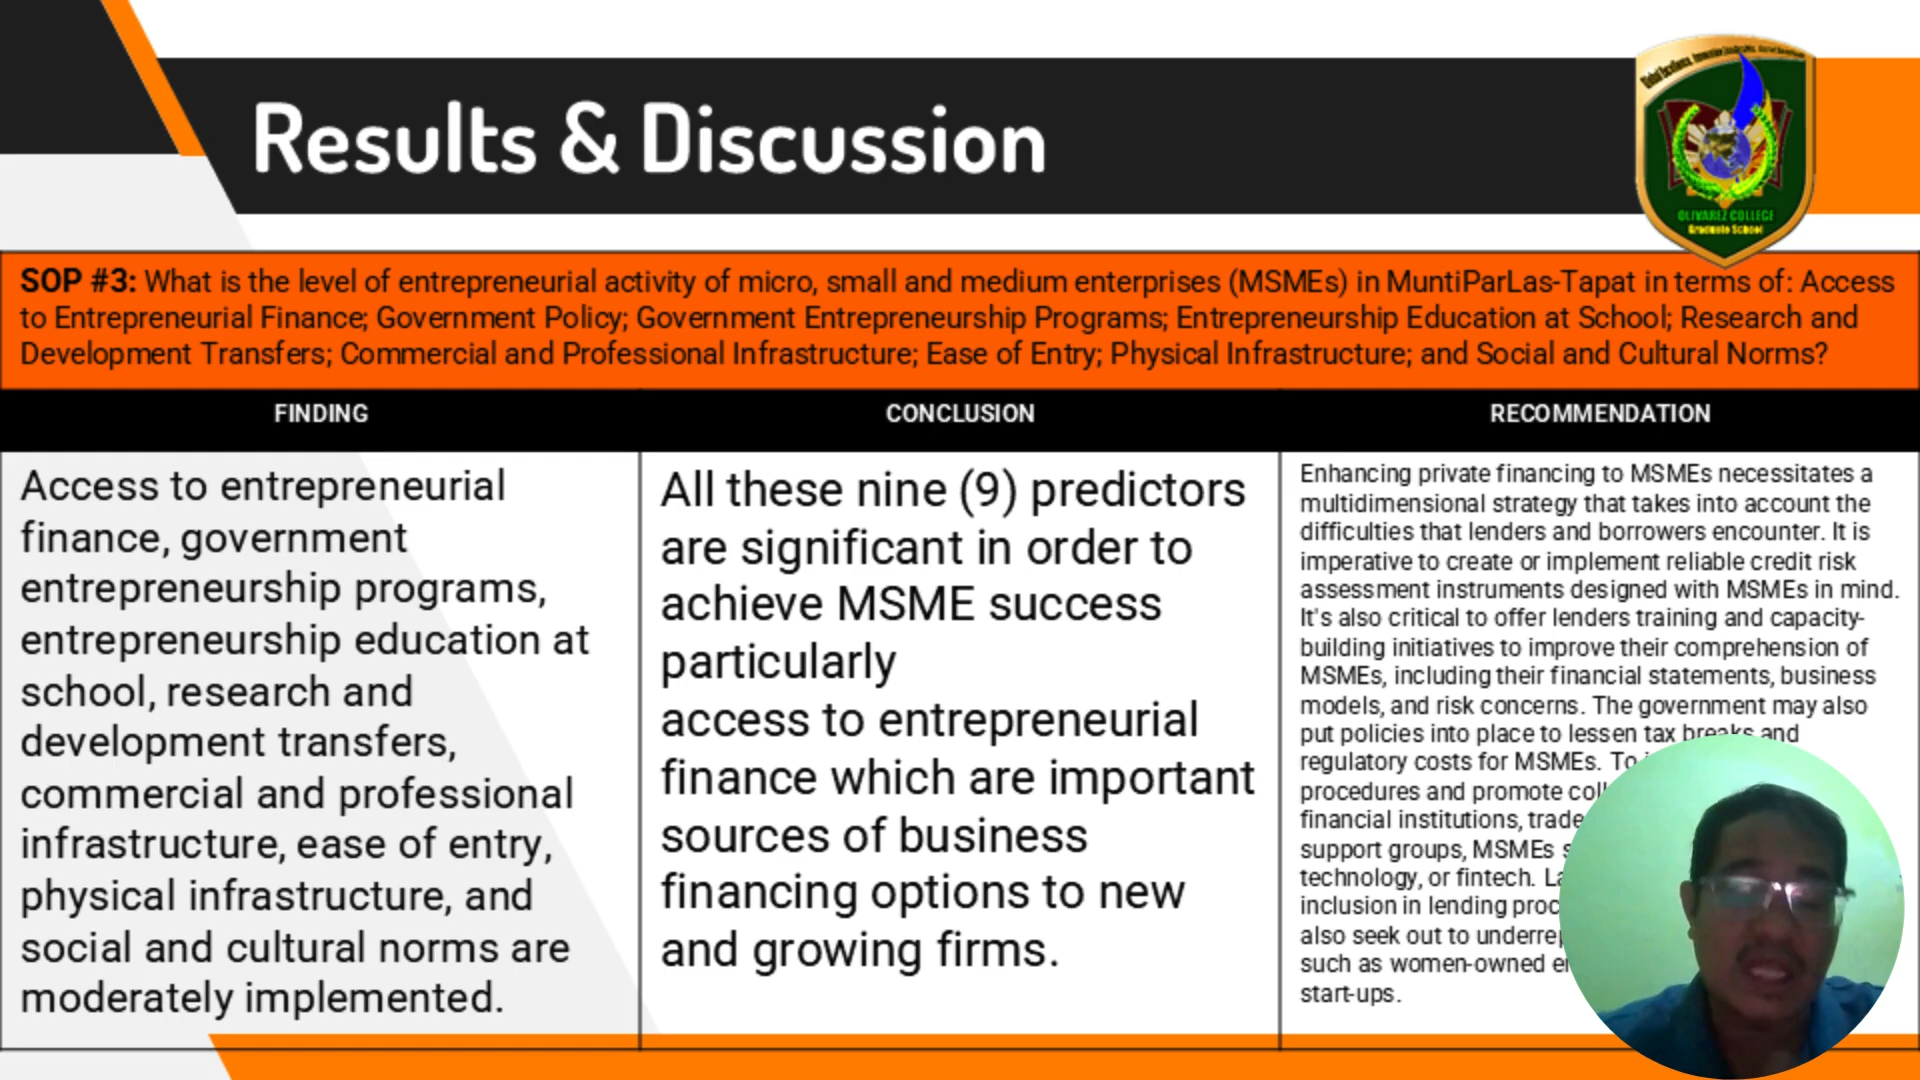 Results & Discussion
OLIVAREZ COLLEGE
Graduate School
SOP #3: What is the level of entrepreneurial activity of micro, small and medium enterprises (MSMEs) in MuntiParLas-Tapat in terms of: Access
to Entrepreneurial Finance; Government Policy; Government Entrepreneurship Programs; Entrepreneurship Education at School; Research and
Development Transfers; Commercial and Professional Infrastructure; Ease of Entry; Physical Infrastructure; and Social and Cultural Norms?
FINDING
Access to entrepreneurial
finance, government
entrepreneurship programs,
entrepreneurship education at
school, research and
development transfers,
commercial and professional
infrastructure, ease of entry,
physical infrastructure, and
social and cultural norms are
moderately implemented.
CONCLUSION
All these nine (9) predictors
are significant in order to
achieve MSME success
particularly
access to entrepreneurial
finance which are important
sources of business
financing options to new
and growing firms.
RECOMMENDATION
Enhancing private financing to MSMEs necessitates a
multidimensional strategy that takes into account the
difficulties that lenders and borrowers encounter. It is
imperative to create or implement reliable credit risk
assessment instruments designed with MSMEs in mind.
It's also critical to offer lenders training and capacity-
building initiatives to improve their comprehension of
MSMEs, including their financial statements, business
models, and risk concerns. The government may also
put policies into place to lessen tax breaks and
regulatory costs for MSMEs. To
procedures and promote
financial institutions, trade
support groups, MSMEs
technology, or fintech.
inclusion in lending
also seek out to
such as women-owned
start-ups.